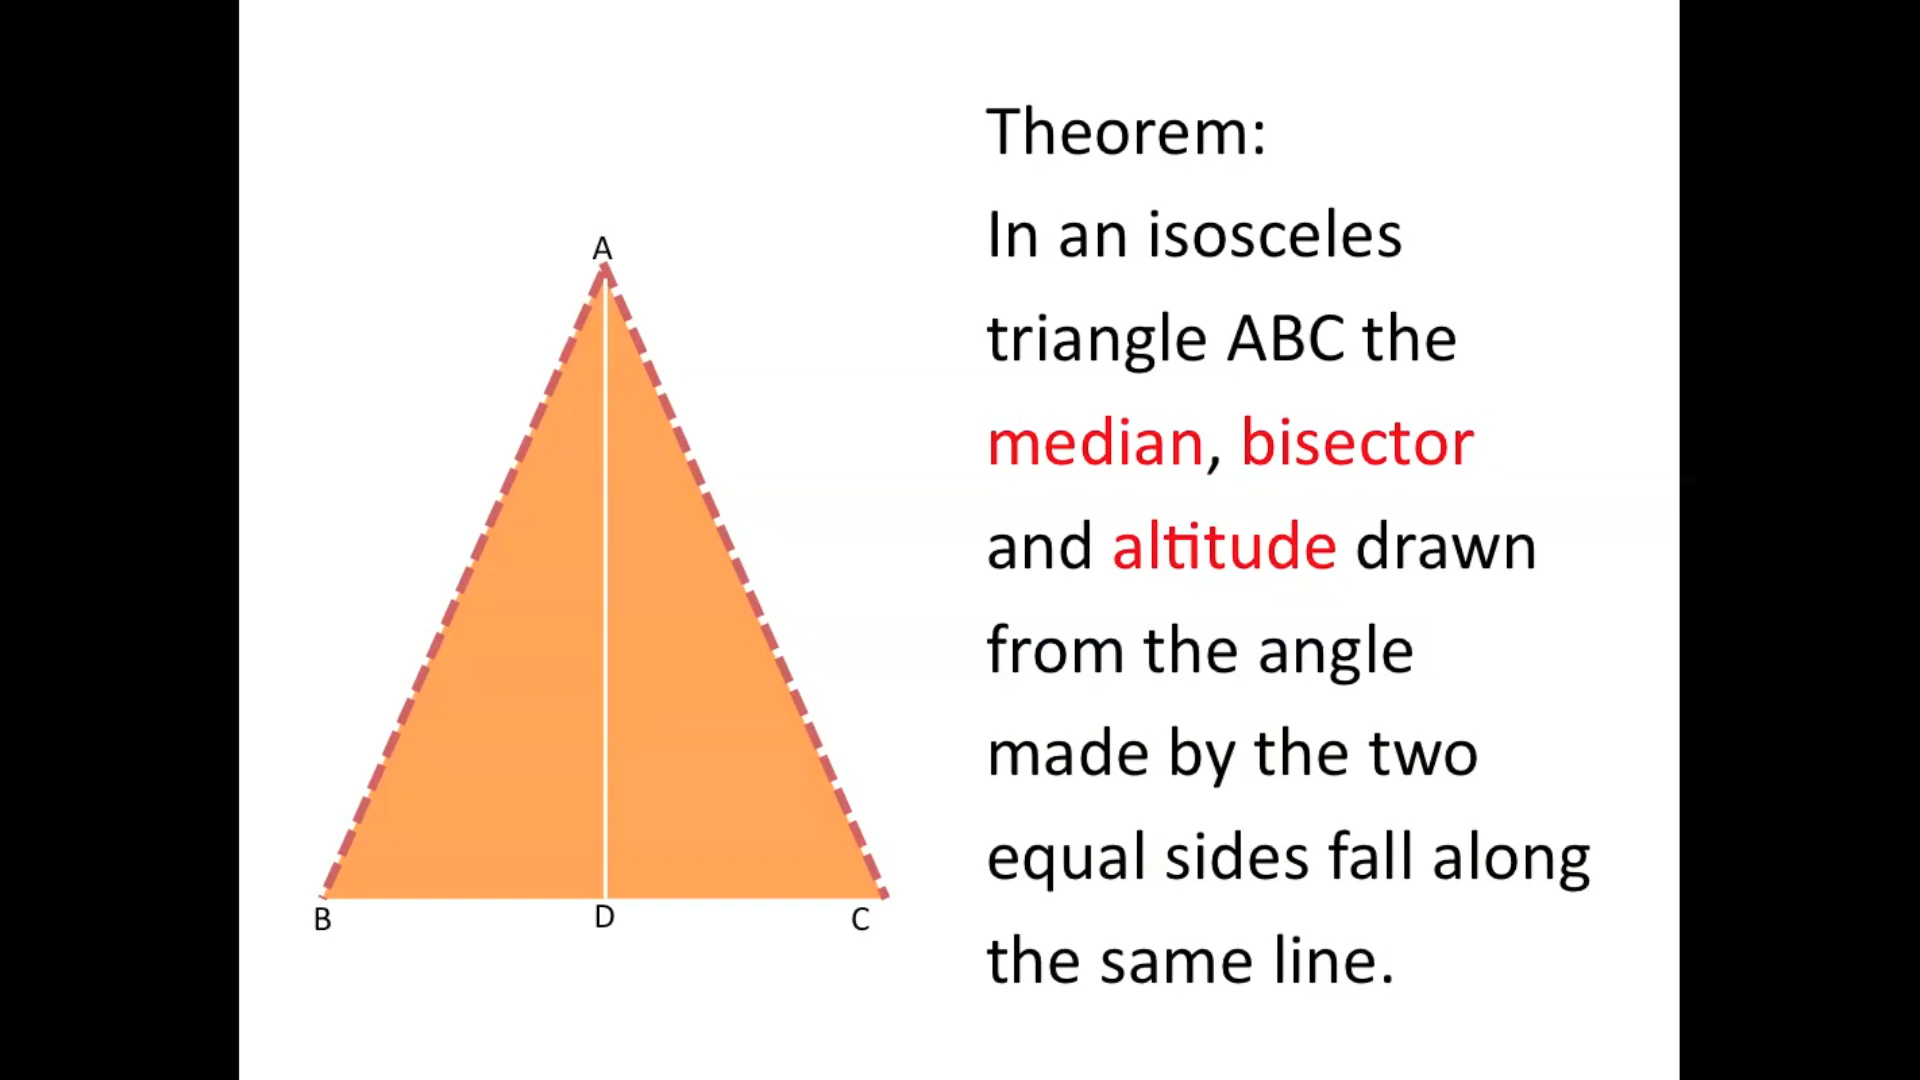 Theorem:
In an isosceles
triangle ABC the
median, bisector
and altitude drawn
from the angle
made by the two
equal sides fall along
the same line.
A
B
D
C